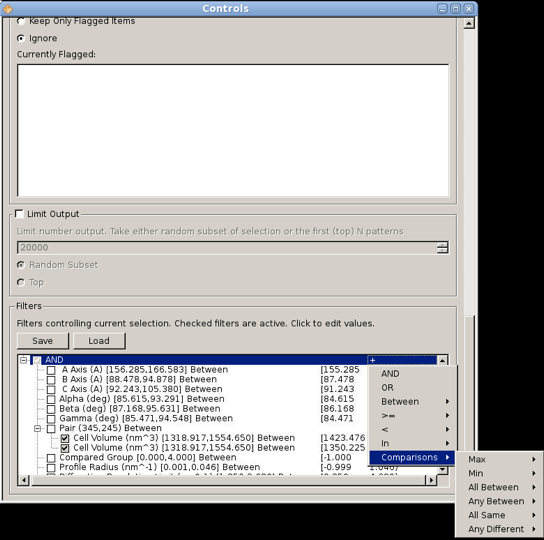 Controls
Keep Only Flagged Items
Ignore
Currently Flagged:
Limit Output
Limit number output. Take either random subset of selection or the first (top) N patterns
20000
Random Subset
Top
Filters
Filters controlling current selection. Checked filters are active. Click to edit values.
Save Load
AND +
A Axis (A) [156.285,166.583] Between [155.285
B Axis (A) [88.478,94.878] Between [87.478
C Axis (A) [92.243,105.380] Between [91.243
Alpha (deg) [85.615,93.291] Between [84.615
Beta (deg) [87.168,95.631] Between [86.168
Gamma (deg) [85.471,94.548] Between [84.471
Pair (345,245) Between
Cell Volume (nm^3) [1318.917,1554.650] Between [1423.476
Cell Volume (nm^3) [1318.917,1554.650] Between [1350.225
Compared Group [0.000,4.000] Between [-1.000
Profile Radius (nm^-1) [0.001,0.046] Between [-0.999 1.046]
AND
OR
Between
>=
<
In
Comparisons
Max
Min
All Between
Any Between
All Same
Any Different